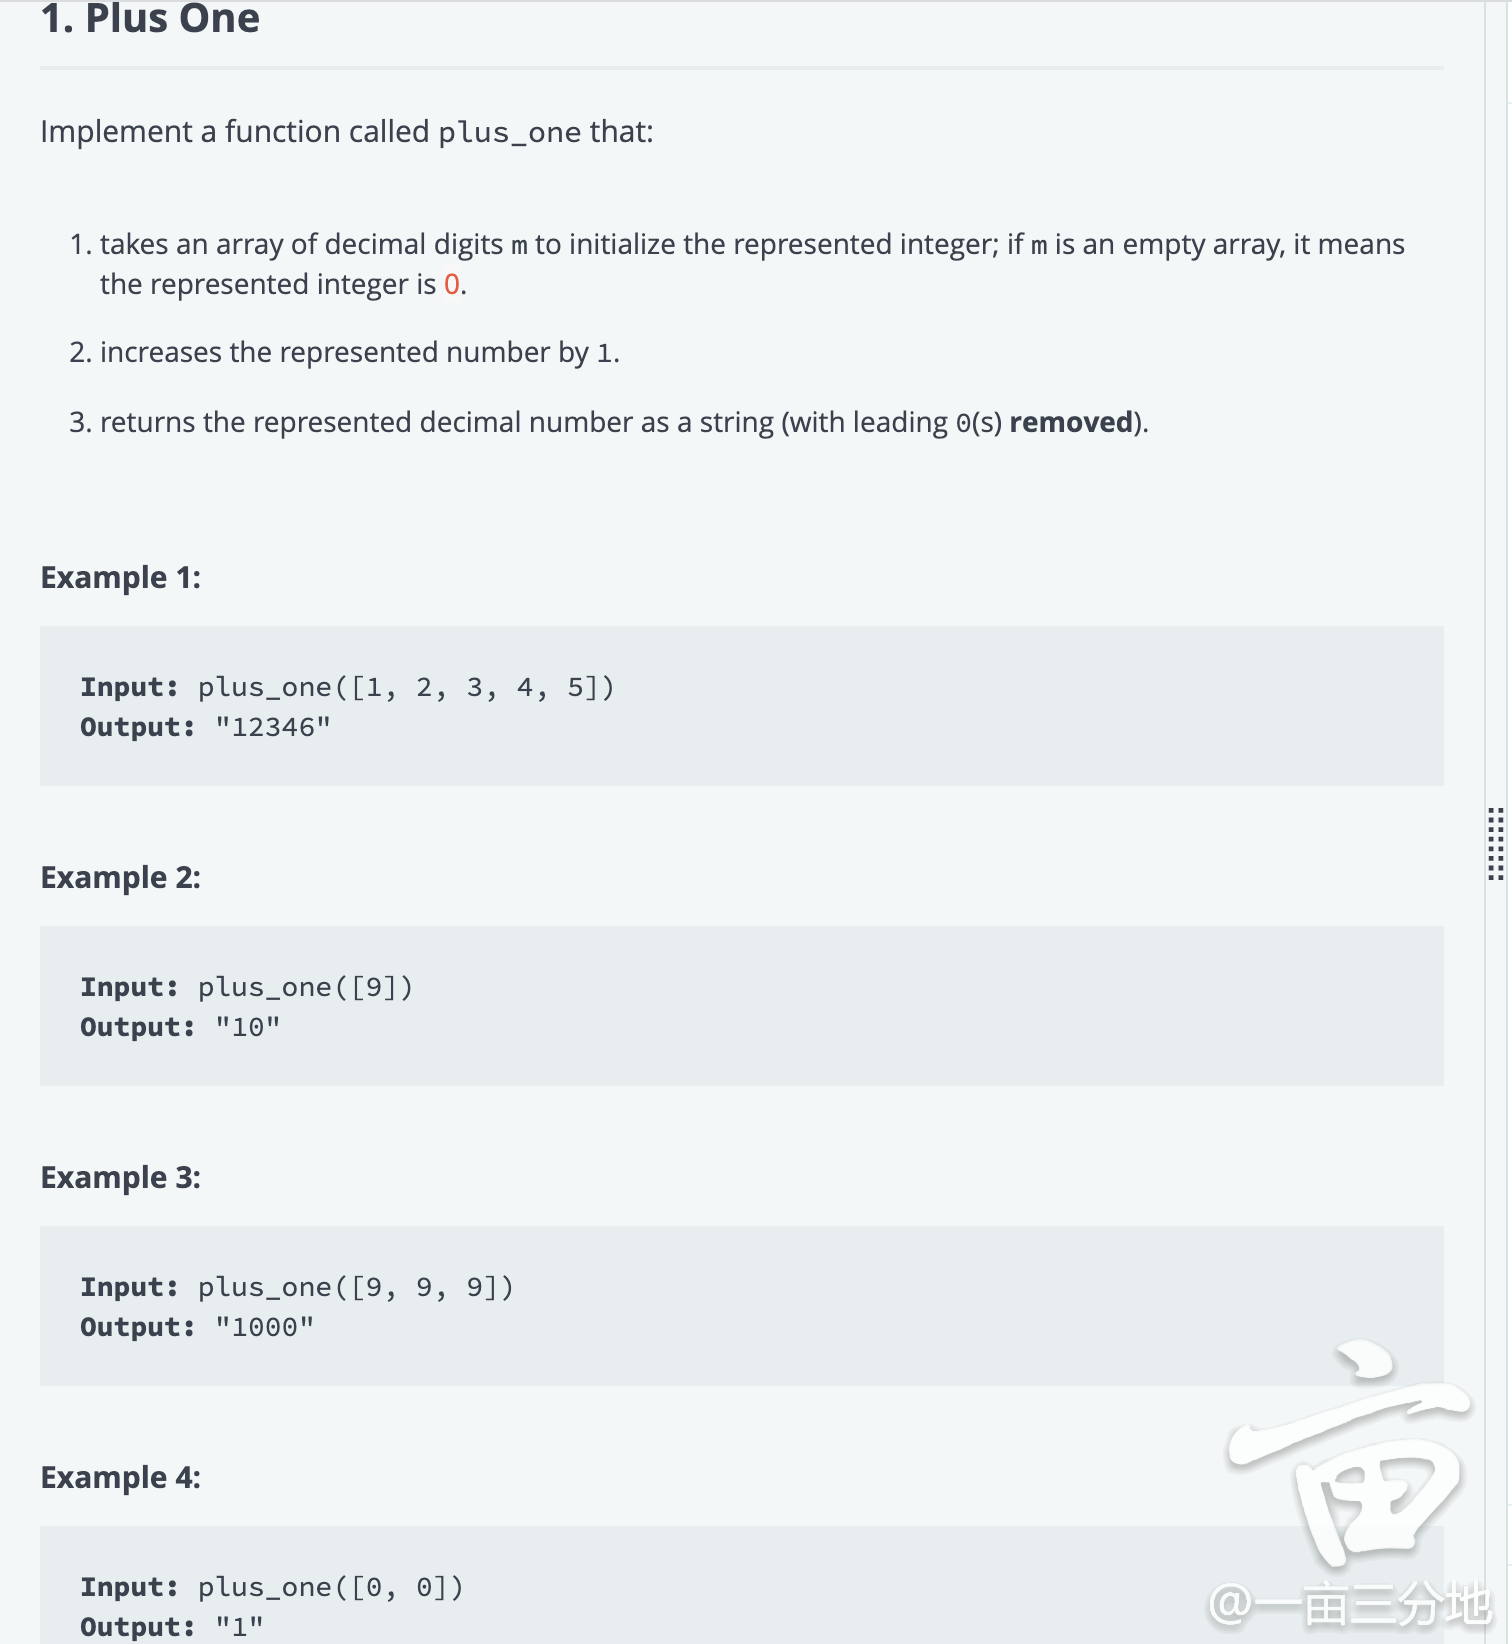 1. Plus One
Implement a function called plus_one that:
1. takes an array of decimal digits m to initialize the represented integer; if m is an empty array, it means
the represented integer is 0.
2. increases the represented number by 1.
3. returns the represented decimal number as a string (with leading 0(s) removed).
Example 1:
Input: plus_one([1, 2, 3, 4, 5])
Output: "12346"
Example 2:
Input: plus_one([9])
Output: "10"
Example 3:
Input: plus_one([9, 9, 9])
Output: "1000"
Example 4:
Input: plus_one([0, 0])
Output: "1"
亩
@一亩三分地